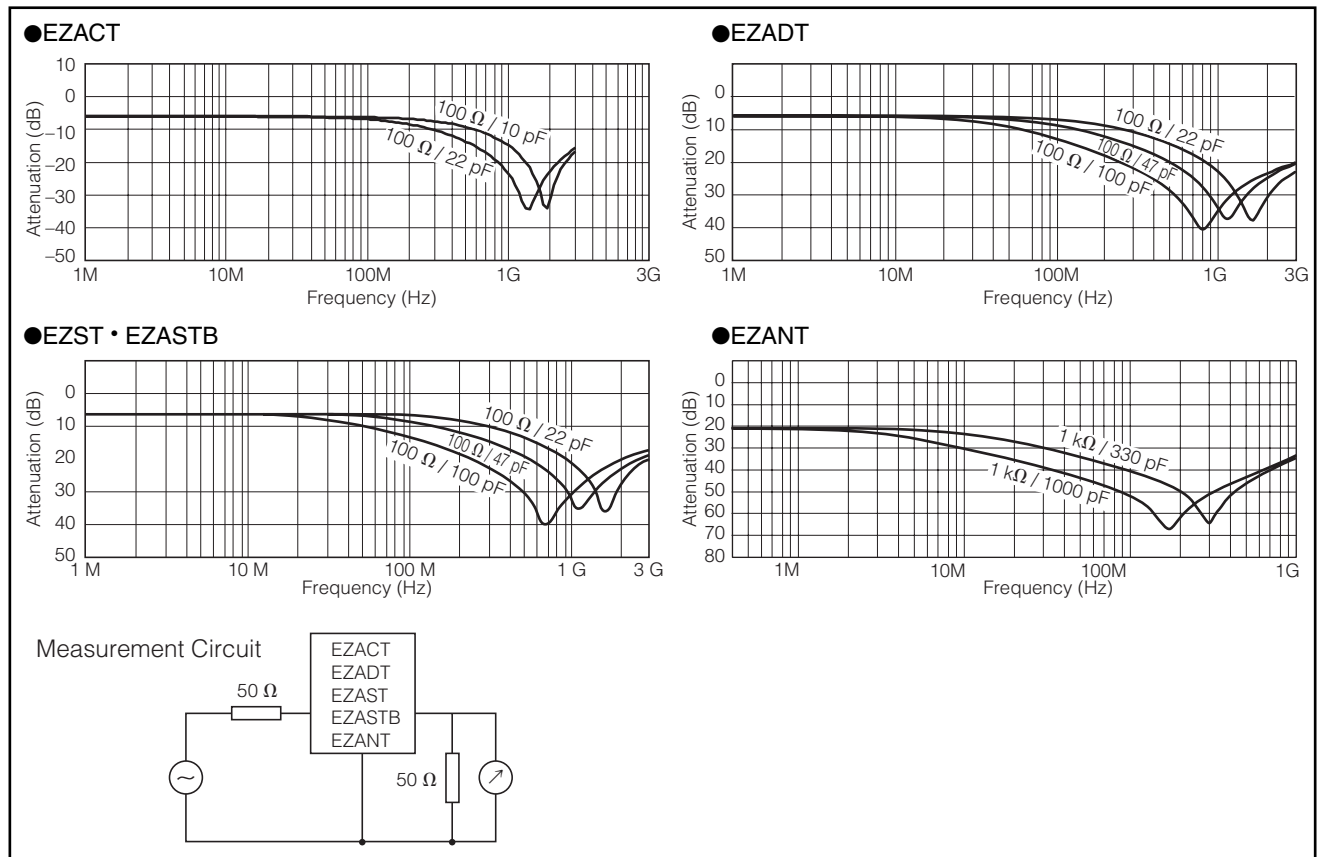 ●EZACT
10
0
–10
–20
–30
–40
–50
Attenuation (dB)
100 Ω / 10 pF
100 Ω / 22 pF
1M
10M
100M
1G
3G
Frequency (Hz)
●EZADT
0
10
20
30
40
50
Attenuation (dB)
100 Ω / 22 pF
100 Ω / 47 pF
100 Ω / 100 pF
1M
10M
100M
1G
3G
Frequency (Hz)
●EZST・EZASTB
0
10
20
30
40
50
Attenuation (dB)
100 Ω / 22 pF
100 Ω / 47 pF
100 Ω / 100 pF
1 M
10 M
100 M
1 G
3 G
Frequency (Hz)
●EZANT
0
10
20
30
40
50
60
70
80
Attenuation (dB)
1 kΩ / 330 pF
1 kΩ / 1000 pF
1M
10M
100M
1G
Frequency (Hz)
Measurement Circuit
50 Ω
EZACT
EZADT
EZAST
EZASTB
EZANT
50 Ω